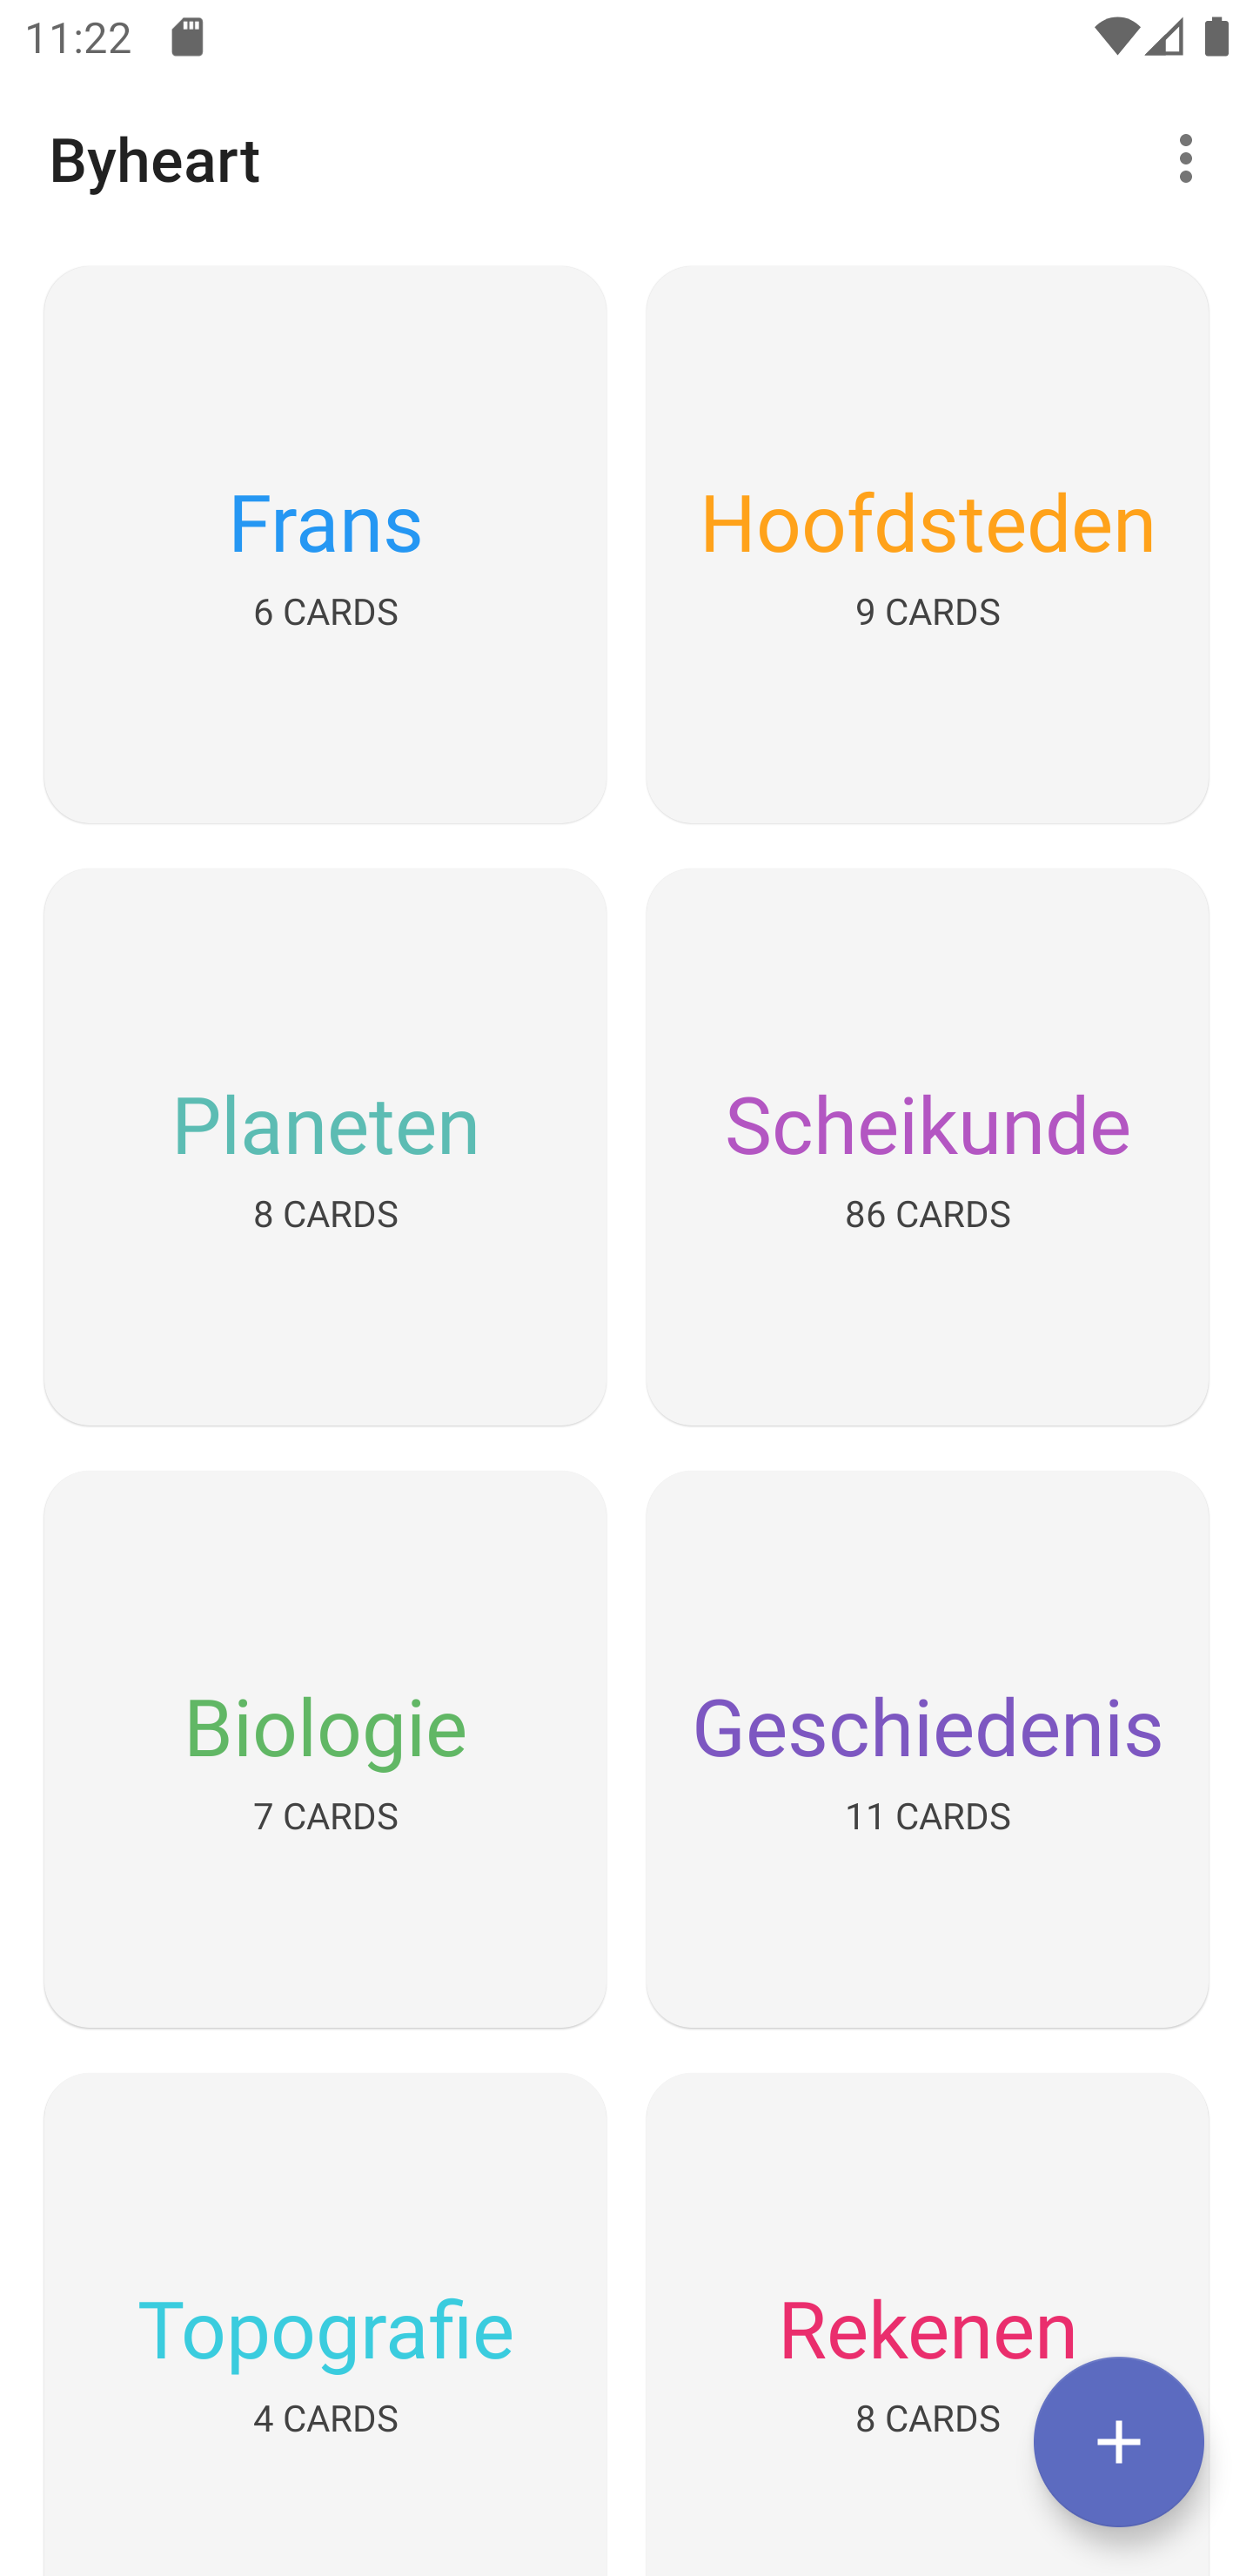 11:22
Byheart
Frans
6 CARDS
Hoofdsteden
9 CARDS
Planeten
8 CARDS
Scheikunde
86 CARDS
Biologie
7 CARDS
Geschiedenis
11 CARDS
Topografie
4 CARDS
Rekenen
8 CARDS